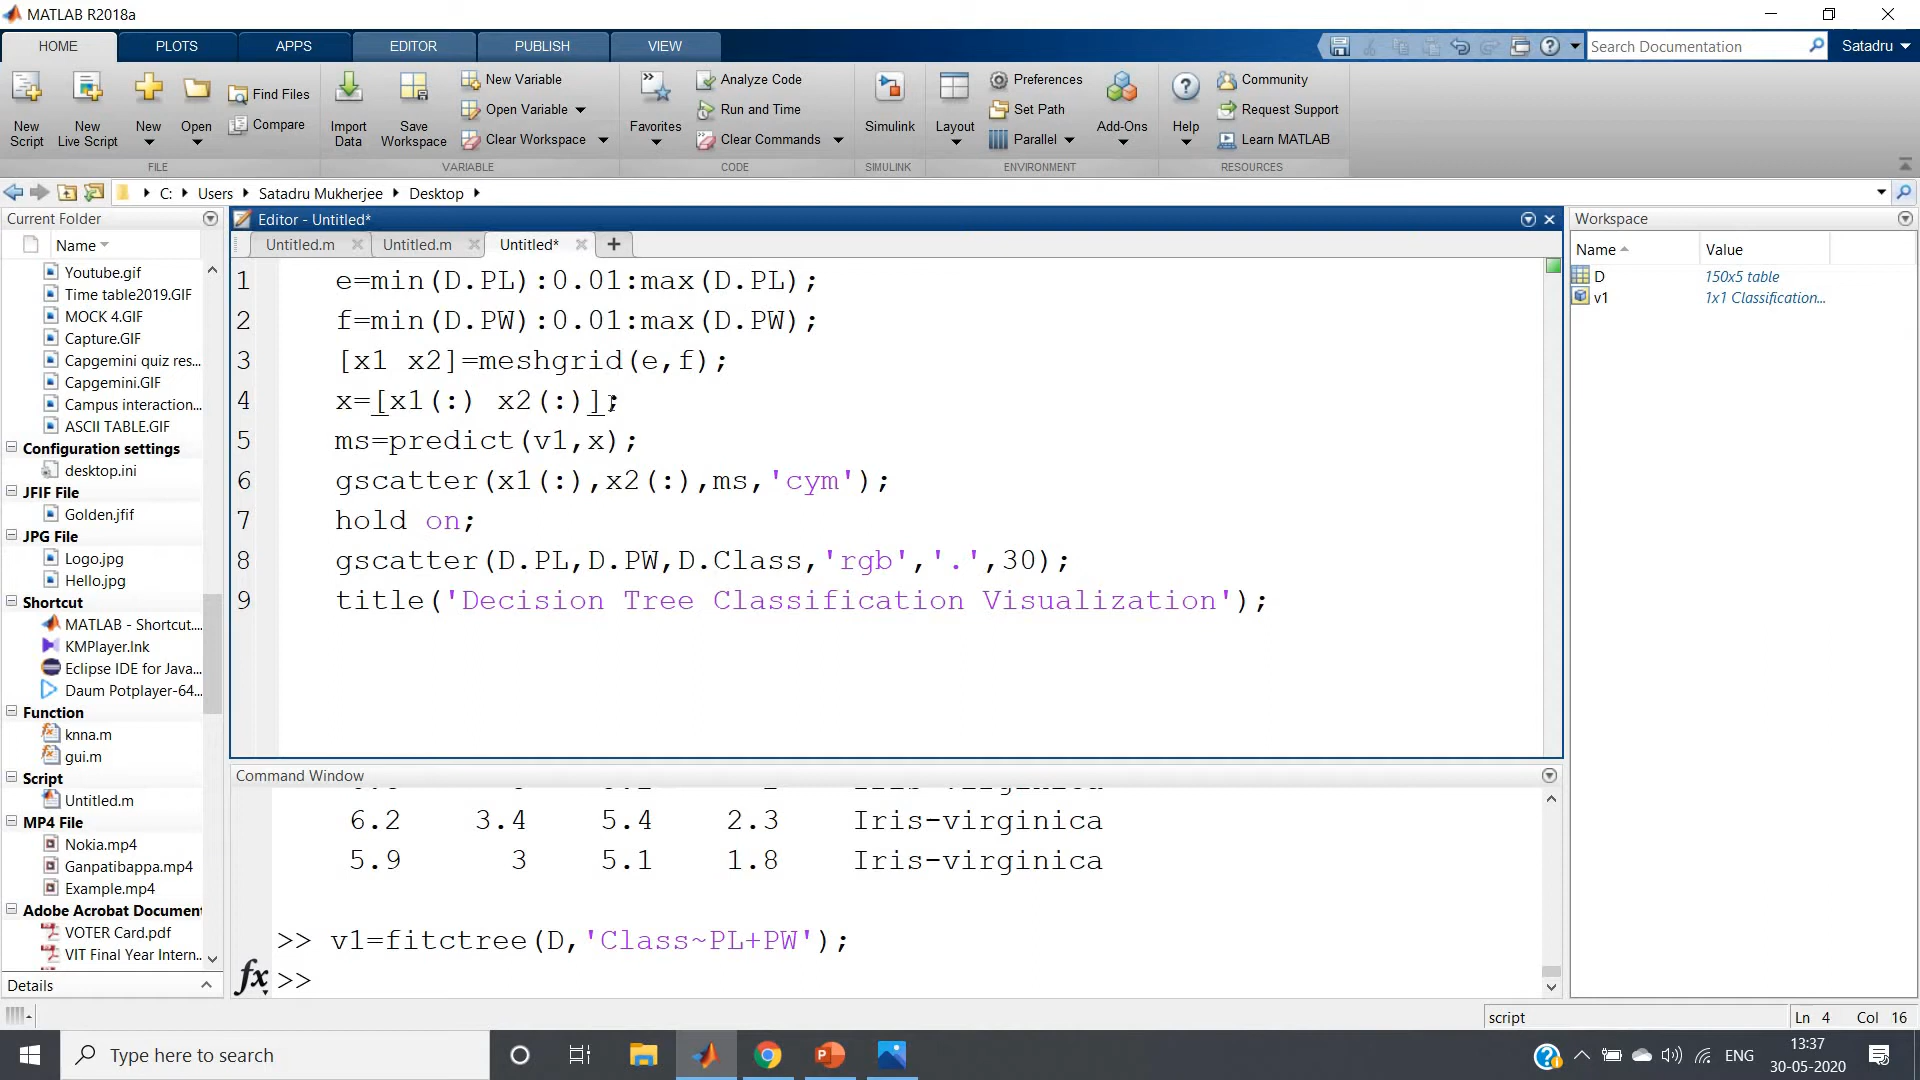 MATLAB R2018a
HOME PLOTS APPS EDITOR PUBLISH VIEW
Search Documentation
Satadru
New Script
New Live Script
New
Open
Find Files
Compare
FILE
Import Data
Save Workspace
New Variable
Open Variable
Clear Workspace
VARIABLE
Favorites
Analyze Code
Run and Time
Clear Commands
CODE
Simulink
SIMULINK
Layout
Preferences
Set Path
Parallel
Add-Ons
ENVIRONMENT
Help
Community
Request Support
Learn MATLAB
RESOURCES
C: Users Satadru Mukherjee Desktop
Current Folder
Name
Youtube.gif
Time table2019.GIF
MOCK 4.GIF
Capture.GIF
Capgemini quiz res...
Capgemini.GIF
Campus interaction...
ASCII TABLE.GIF
Configuration settings
desktop.ini
JFIF File
Golden.jfif
JPG File
Logo.jpg
Hello.jpg
Shortcut
MATLAB - Shortcut....
KMPlayer.lnk
Eclipse IDE for Java...
Daum Potplayer-64...
Function
knna.m
gui.m
Script
Untitled.m
MP4 File
Nokia.mp4
Ganpatibappa.mp4
Example.mp4
Adobe Acrobat Document
VOTER Card.pdf
VIT Final Year Intern...
Details
Editor - Untitled*
Untitled.m Untitled.m Untitled* +
1 e=min(D.PL):0.01:max(D.PL);
2 f=min(D.PW):0.01:max(D.PW);
3 [x1 x2]=meshgrid(e,f);
4 x=[x1(:) x2(:)];
5 ms=predict(v1,x);
6 gscatter(x1(:),x2(:),ms,'cym');
7 hold on;
8 gscatter(D.PL,D.PW,D.Class,'rgb','.',30);
9 title('Decision Tree Classification Visualization');
Command Window
6.2 3.4 5.4 2.3 Iris-virginica
5.9 3 5.1 1.8 Iris-virginica
>> v1=fitctree(D,'Class~PL+PW');
fx >>
Workspace
Name Value
D 150x5 table
v1 1x1 Classification...
script
Ln 4 Col 16
Type here to search
ENG
13:37
30-05-2020